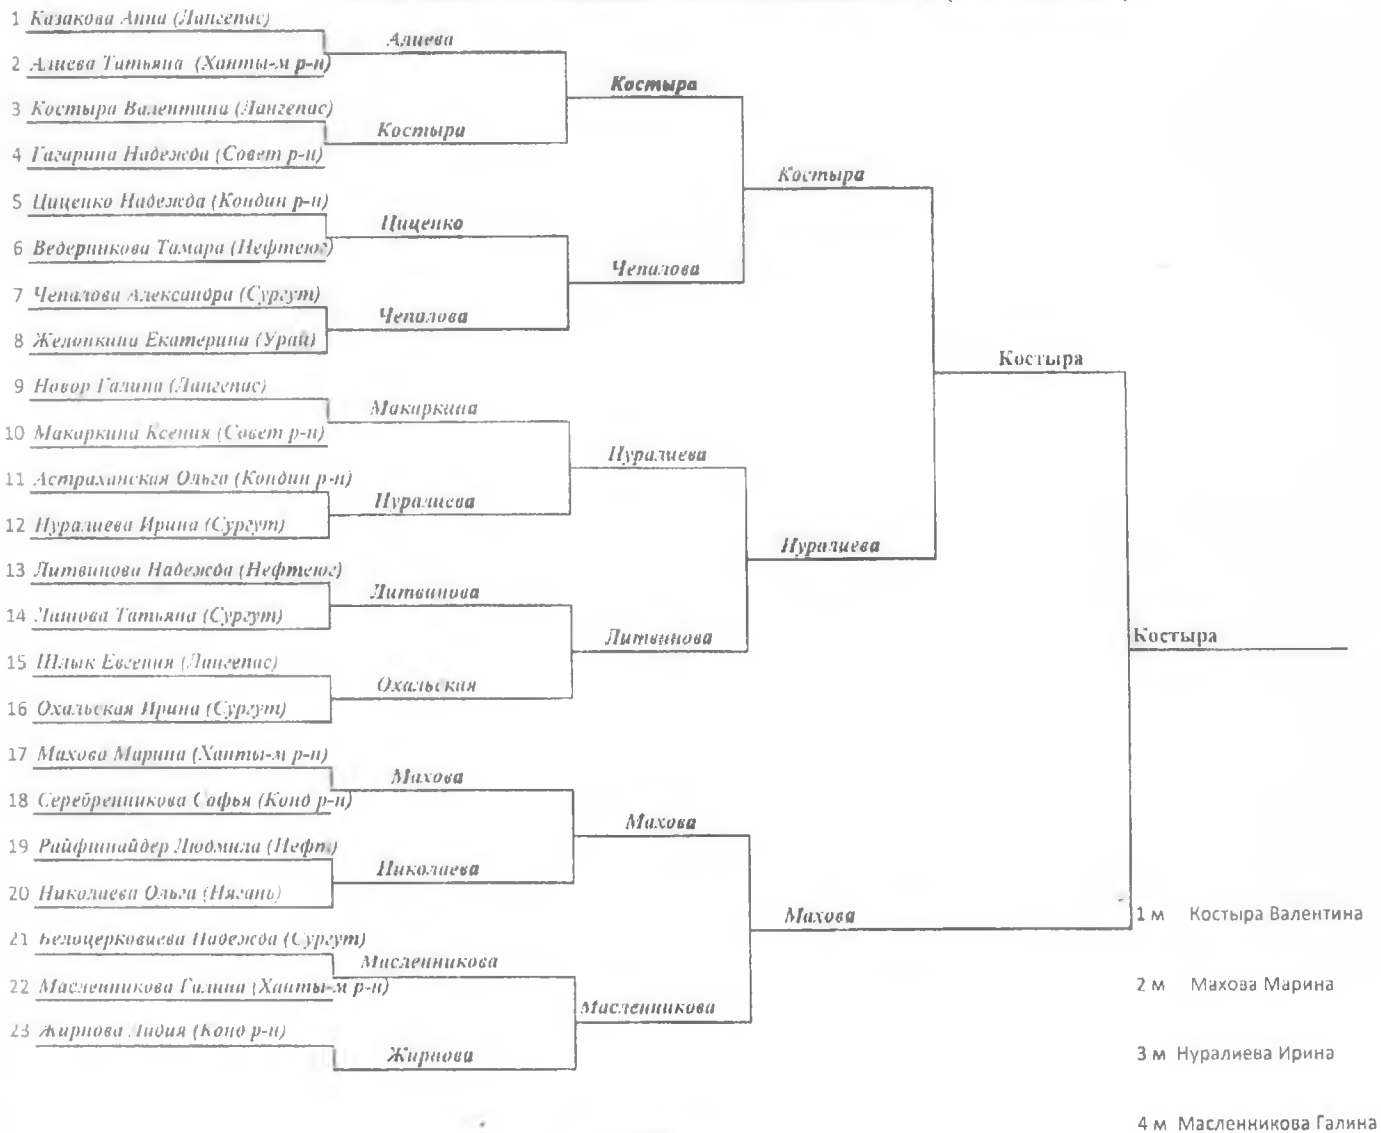 1 Казакова Анна (Лангепас)
2 Алиева Татьяна (Ханты-м р-н)
3 Костыра Валентина (Лангепас)
4 Гагарина Надежда (Совет р-н)
5 Циценко Надежда (Кондин р-н)
6 Ведерникова Тамара (Нефтеюг)
7 Чепалова Александра (Сургут)
8 Желонкина Екатерина (Урай)
9 Новор Галина (Лангепас)
10 Макаркина Ксения (Совет р-н)
11 Астраханская Ольга (Кондин р-н)
12 Нуралиева Ирина (Сургут)
13 Литвинова Надежда (Нефтеюг)
14 Татьяна (Сургут)
15 Шлык Евгения (Лангепас)
16 Охальская Ирина (Сургут)
17 Махова Марина (Ханты-м р-н)
18 Серебренникова Софья (Конд р-н)
19 Райфшнайдер Людмила (Нефт)
20 Николаева Ольга (Нягань)
21 Надежда (Сургут)
22 Масленникова Галина (Ханты-м р-н)
23 Жирнова Лидия (Конд р-н)
Алиева
Костыра
Циценко
Чепалова
Макаркина
Нуралиева
Литвинова
Охальская
Махова
Николаева
Масленникова
Жирнова
Костыра
Чепалова
Нуралиева
Литвинова
Махова
Масленникова
Костыра
Нуралиева
Махова
Костыра
Костыра
1 м Костыра Валентина
2 м Махова Марина
3 м Нуралиева Ирина
4 м Масленникова Галина